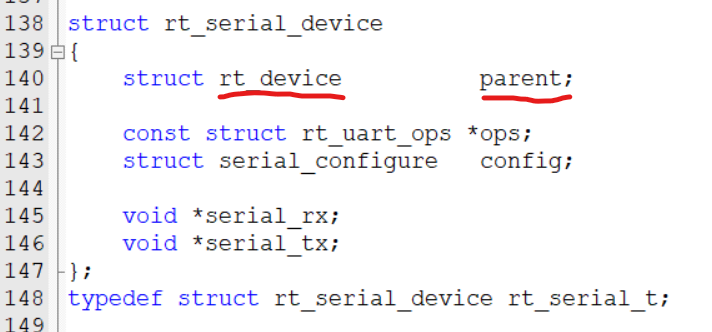 138 struct rt_serial_device
139 {
140 struct rt_device parent;
141
142 const struct rt_uart_ops *ops;
143 struct serial_configure config;
144
145 void *serial_rx;
146 void *serial_tx;
147 };
148 typedef struct rt_serial_device rt_serial_t;
149